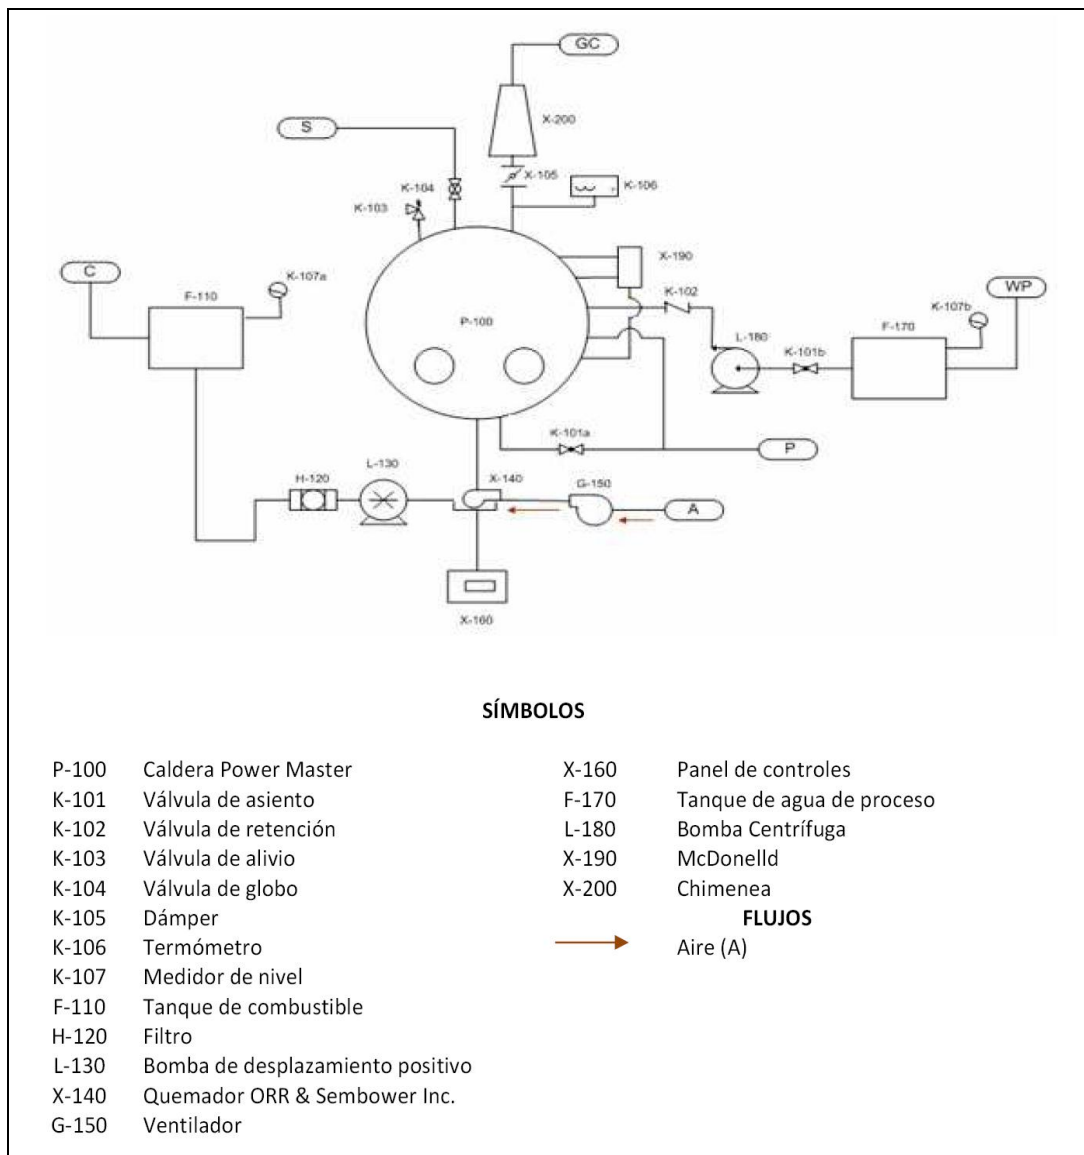 GC
X-200
S
X-105
K-104
K-106
K-103
C
K-107a
X-190
F-110
K-102
WP
K-107b
P-100
L-180
F-170
K-101b
K-101a
P
L-130
H-120
X-140
G-150
A
X-160
SÍMBOLOS
P-100 Caldera Power Master
K-101 Válvula de asiento
K-102 Válvula de retención
K-103 Válvula de alivio
K-104 Válvula de globo
K-105 Dámper
K-106 Termómetro
K-107 Medidor de nivel
F-110 Tanque de combustible
H-120 Filtro
L-130 Bomba de desplazamiento positivo
X-140 Quemador ORR & Sembower Inc.
G-150 Ventilador
X-160 Panel de controles
F-170 Tanque de agua de proceso
L-180 Bomba Centrífuga
X-190 McDonelld
X-200 Chimenea
FLUJOS
Aire (A)